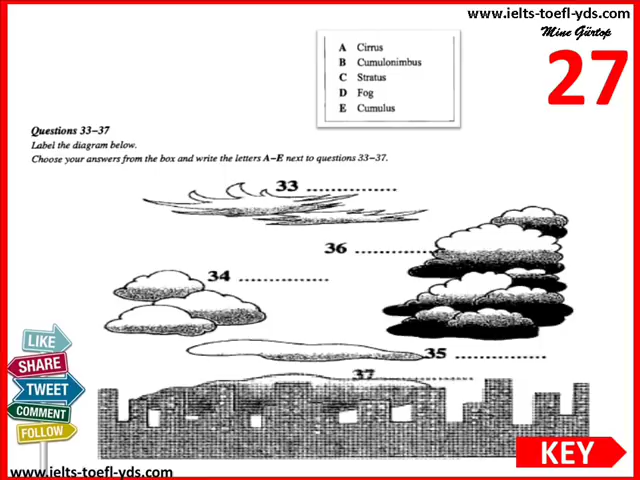 www.ielts-toefl-yds.com
Mine Gürtop
27
A Cirrus
B Cumulonimbus
C Stratus
D Fog
E Cumulus
Questions 33–37
Label the diagram below.
Choose your answers from the box and write the letters A–E next to questions 33–37.
33 ....................
36 ....................
34 ....................
35 ....................
37 ....................
LIKE
SHARE
TWEET
COMMENT
FOLLOW
KEY
www.ielts-toefl-yds.com